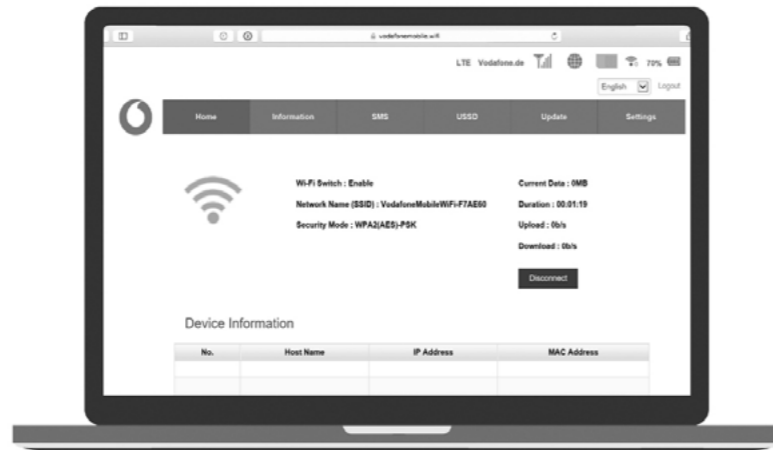 vodafonemobile.wifi
LTE Vodafone.de 79%
English Logout
Home Information SMS USSD Update Settings
Wi-Fi Switch : Enable
Network Name (SSID) : VodafoneMobileWiFi-F7AE60
Security Mode : WPA2(AES)-PSK
Current Data : 0MB
Duration : 00:01:19
Upload : 0b/s
Download : 0b/s
Disconnect
Device Information
No. Host Name IP Address MAC Address